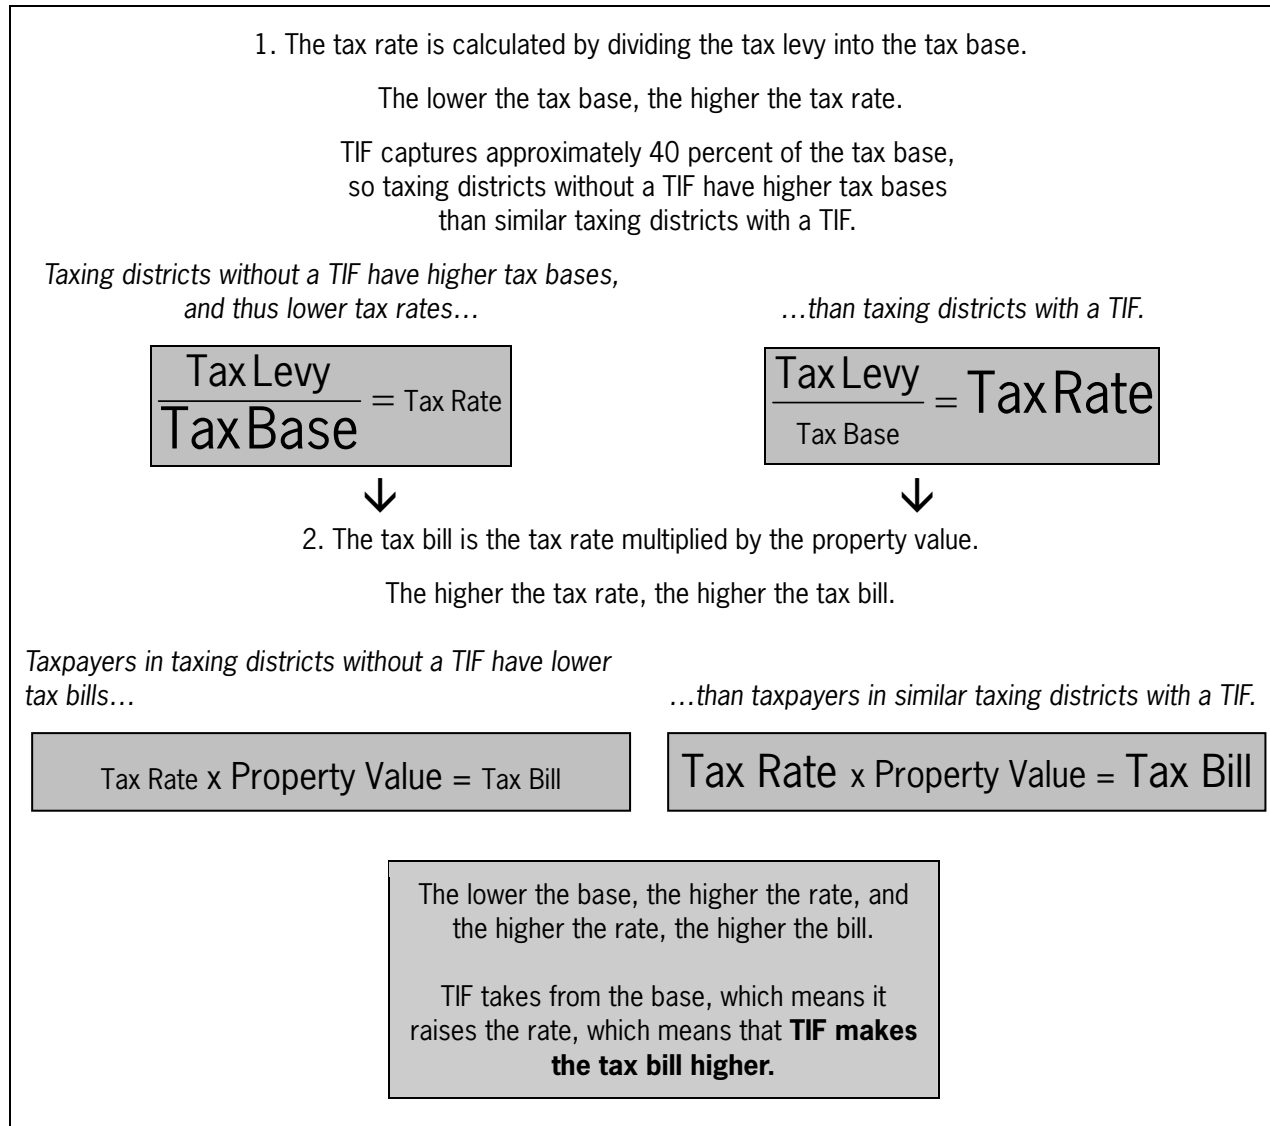 1. The tax rate is calculated by dividing the tax levy into the tax base.
The lower the tax base, the higher the tax rate.
TIF captures approximately 40 percent of the tax base,
so taxing districts without a TIF have higher tax bases
than similar taxing districts with a TIF.
Taxing districts without a TIF have higher tax bases,
and thus lower tax rates…
…than taxing districts with a TIF.
Tax Levy
Tax Base
= Tax Rate
Tax Levy
Tax Base
= Tax Rate
↓ ↓
2. The tax bill is the tax rate multiplied by the property value.
The higher the tax rate, the higher the tax bill.
Taxpayers in taxing districts without a TIF have lower
tax bills…
…than taxpayers in similar taxing districts with a TIF.
Tax Rate x Property Value = Tax Bill
Tax Rate x Property Value = Tax Bill
The lower the base, the higher the rate, and
the higher the rate, the higher the bill.
TIF takes from the base, which means it
raises the rate, which means that TIF makes
the tax bill higher.